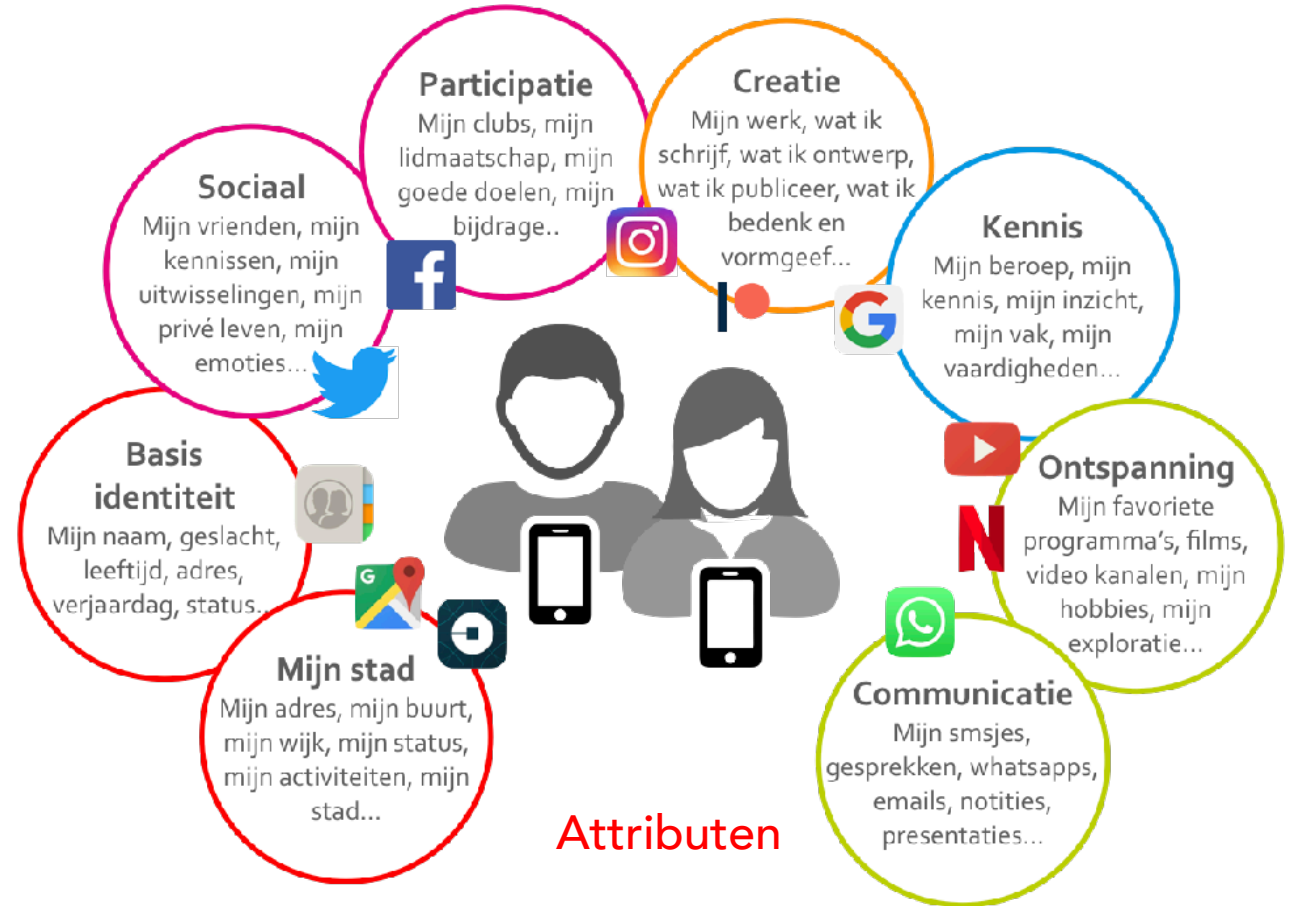 Participatie
Mijn clubs, mijn
lidmaatschap, mijn
goede doelen, mijn
bijdrage..
Creatie
Mijn werk, wat ik
schrijf, wat ik ontwerp,
wat ik publiceer, wat ik
bedenk en
vormgeef...
Sociaal
Mijn vrienden, mijn
kennissen, mijn
uitwisselingen, mijn
privé leven, mijn
emoties...
Kennis
Mijn beroep, mijn
kennis, mijn inzicht,
mijn vak, mijn
vaardigheden...
Basis
identiteit
Mijn naam, geslacht,
leeftijd, adres,
verjaardag, status..
Ontspanning
Mijn favoriete
programma's, films,
video kanalen, mijn
hobbies, mijn
exploratie...
Mijn stad
Mijn adres, mijn buurt,
mijn wijk, mijn status,
mijn activiteiten, mijn
stad...
Communicatie
Mijn smsjes,
gesprekken, whatsapps,
emails, notities,
presentaties...
Attributen